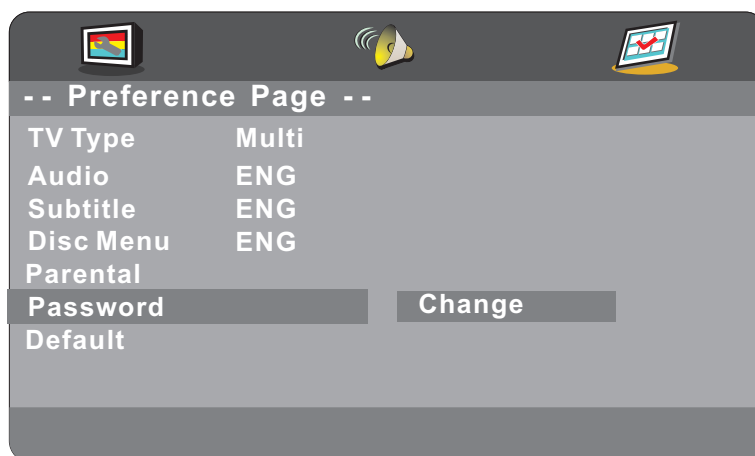 -- Preference Page --
TV Type Multi
Audio ENG
Subtitle ENG
Disc Menu ENG
Parental
Password Change
Default